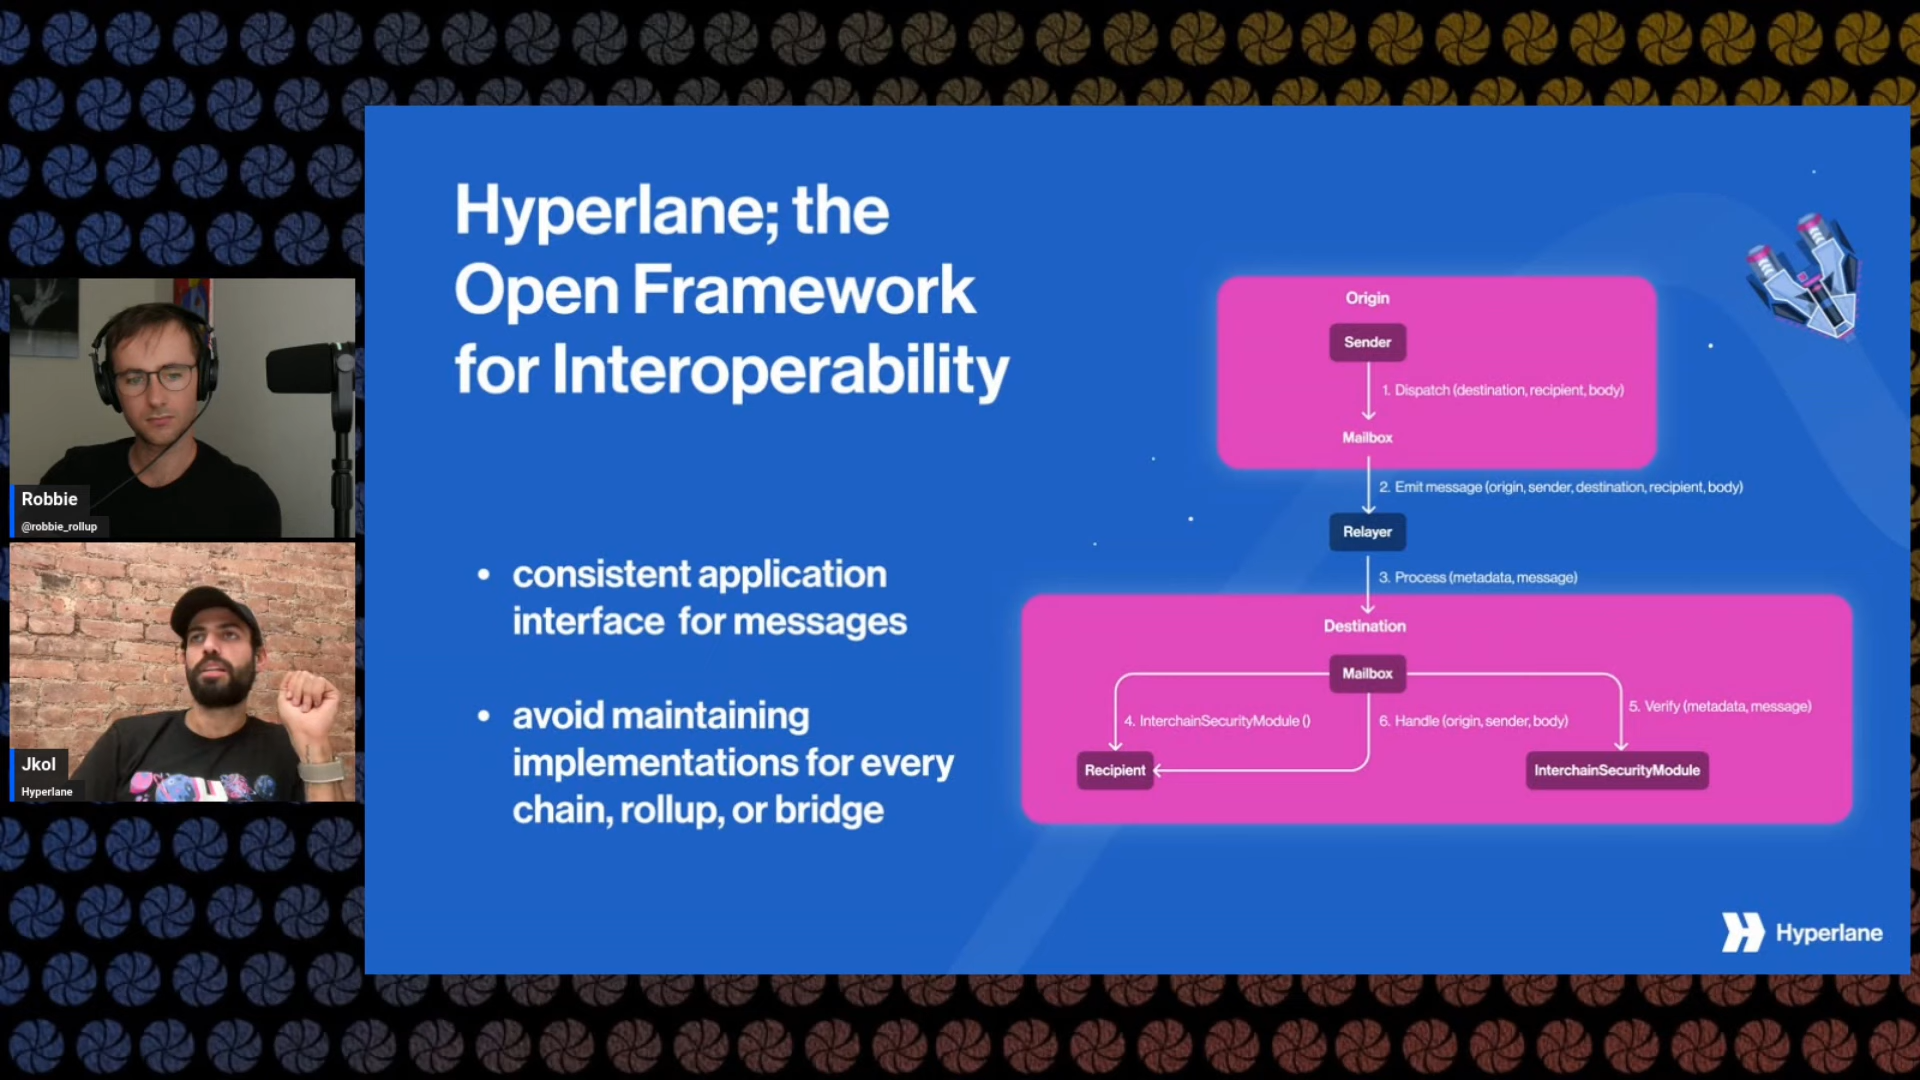 Hyperlane; the
Open Framework
for Interoperability
• consistent application
interface for messages
• avoid maintaining
implementations for every
chain, rollup, or bridge
Origin
Sender
1. Dispatch (destination, recipient, body)
Mailbox
2. Emit message (origin, sender, destination, recipient, body)
Relayer
3. Process (metadata, message)
Destination
Mailbox
4. InterchainSecurityModule ()
6. Handle (origin, sender, body)
5. Verify (metadata, message)
Recipient
InterchainSecurityModule
Hyperlane
Robbie
@robbie_rollup
Jkol
Hyperlane